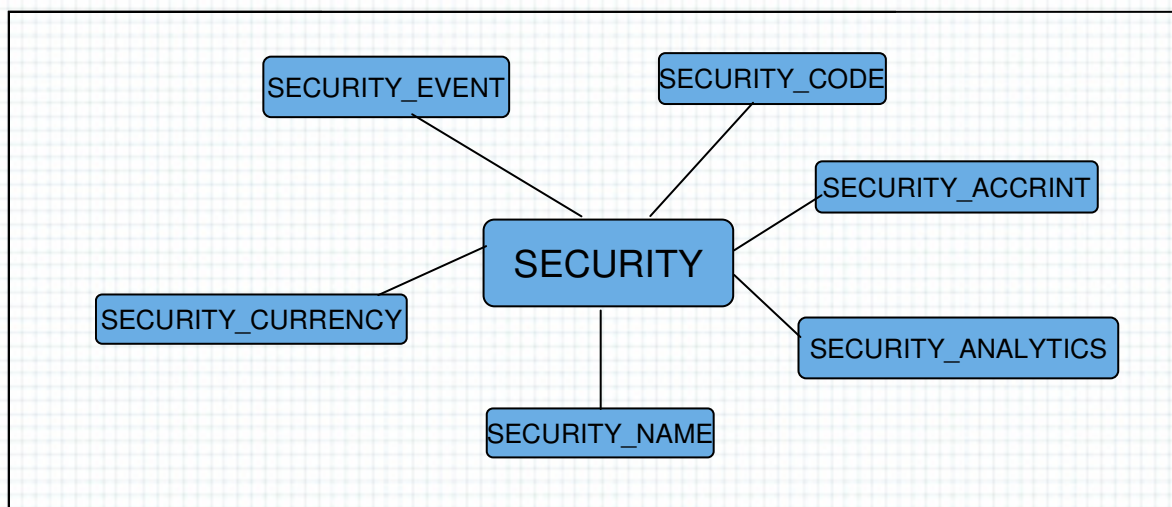 SECURITY_EVENT
SECURITY_CODE
SECURITY_ACCRINT
SECURITY
SECURITY_CURRENCY
SECURITY_ANALYTICS
SECURITY_NAME